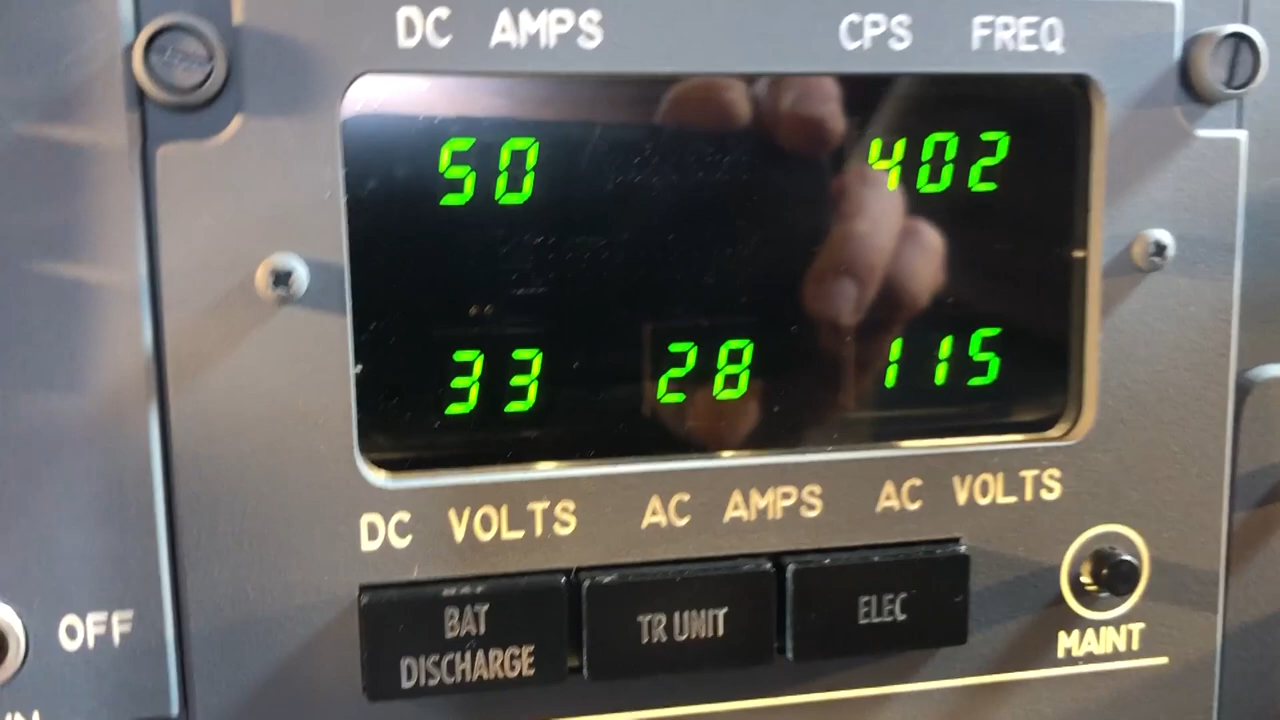 DC AMPS CPS FREQ
50 402
33 28 115
DC VOLTS AC AMPS AC VOLTS
BAT DISCHARGE
TR UNIT
ELEC
MAINT
OFF